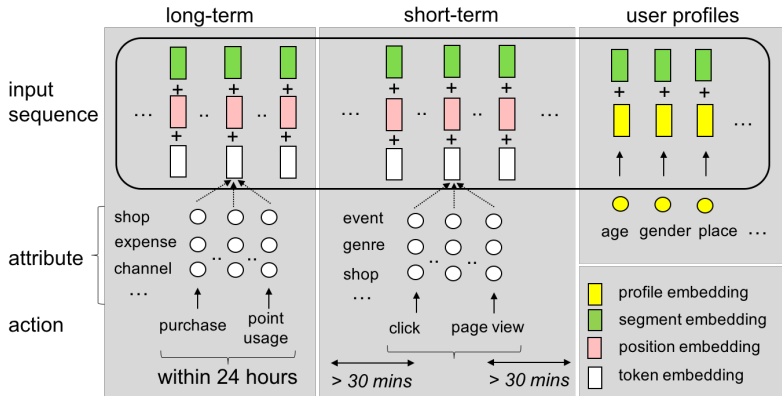 long-term
short-term
user profiles
input
sequence
+ + +
+ + +
+ + +
... .. .. ...
+ + +
+ + +
... .. .. ...
attribute
shop
expense
channel
...
.. ..
event
genre
shop
...
.. ..
age gender place ...
action
purchase
point
usage
click
page view
within 24 hours
> 30 mins
> 30 mins
profile embedding
segment embedding
position embedding
token embedding